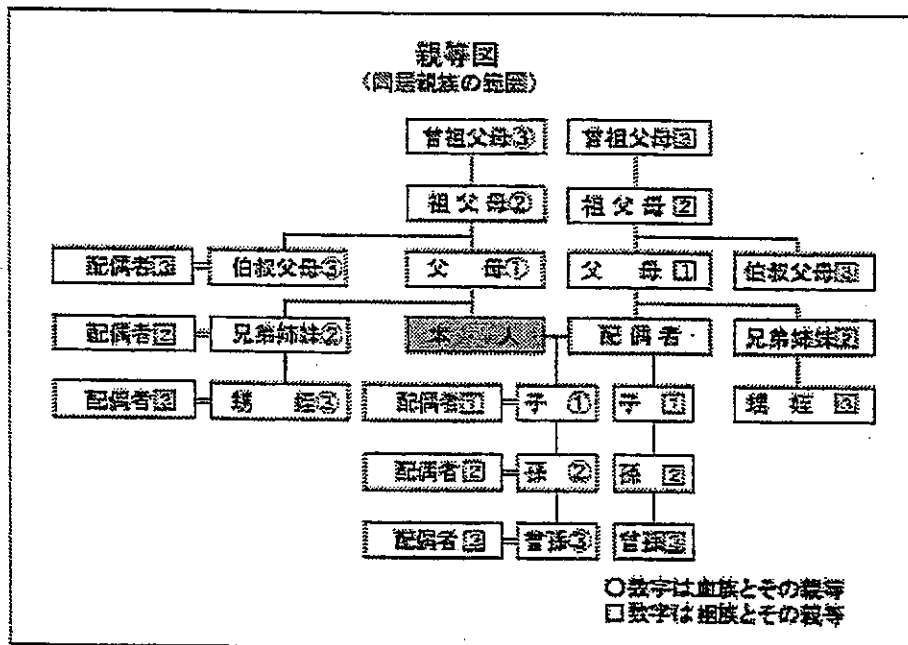 親等図
(同居親族の範囲)
曾祖父母③ 曾祖父母③
祖父母② 祖父母②
配偶者③ 伯叔父母③ 父母① 父母1 伯叔父母③
配偶者② 兄弟姉妹② 本人 配偶者 兄弟姉妹②
配偶者③ 甥姪③ 配偶者① 子① 子1 甥姪3
配偶者② 孫② 孫2
配偶者③ 曾孫③ 曾孫③
○数字は血族とその親等
□数字は姻族とその親等